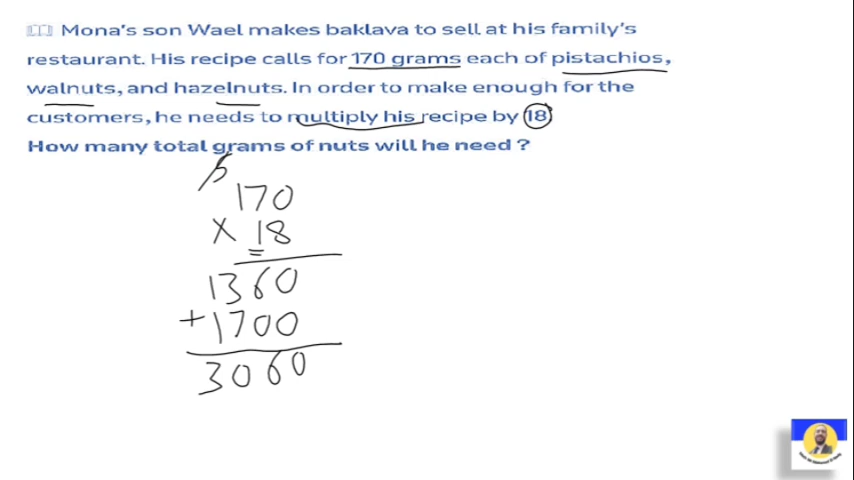 Mona's son Wael makes baklava to sell at his family's
restaurant. His recipe calls for 170 grams each of pistachios,
walnuts, and hazelnuts. In order to make enough for the
customers, he needs to multiply his recipe by 18
How many total grams of nuts will he need ?
170
× 18
1360
+ 1700
3060